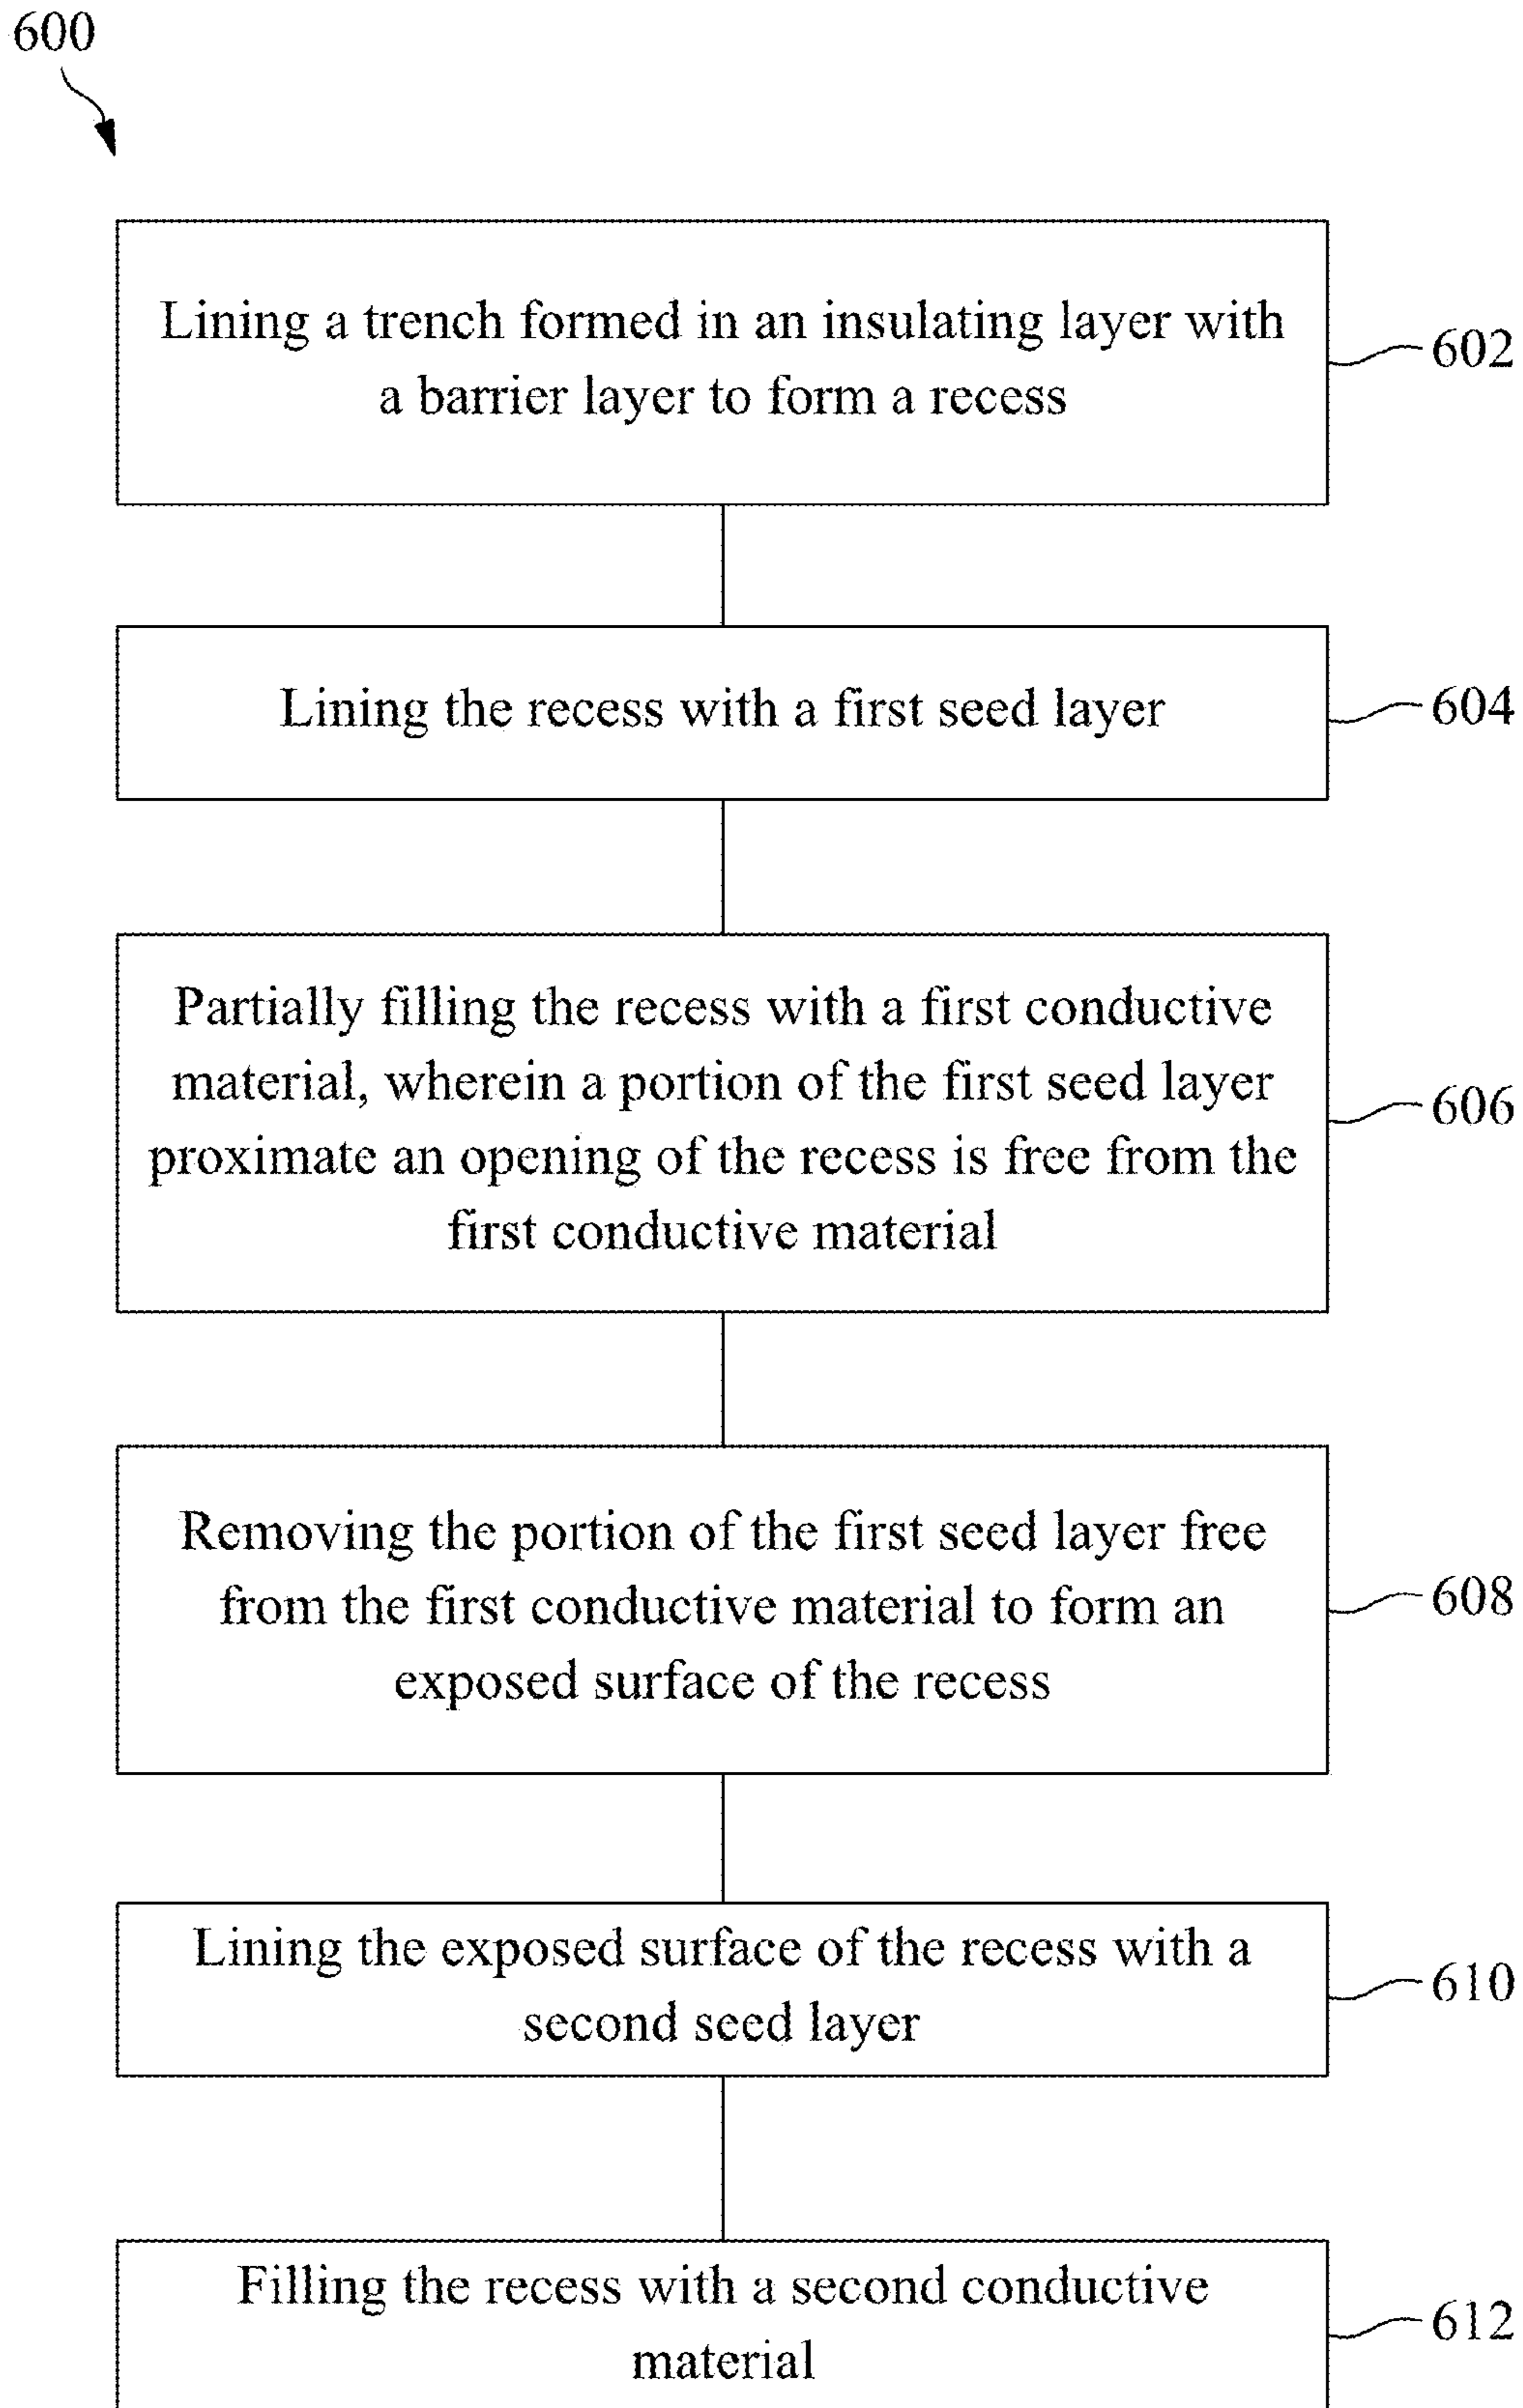 600
Lining a trench formed in an insulating layer with
a barrier layer to form a recess
602
Lining the recess with a first seed layer
604
Partially filling the recess with a first conductive
material, wherein a portion of the first seed layer
proximate an opening of the recess is free from the
first conductive material
606
Removing the portion of the first seed layer free
from the first conductive material to form an
exposed surface of the recess
608
Lining the exposed surface of the recess with a
second seed layer
610
Filling the recess with a second conductive
material
612